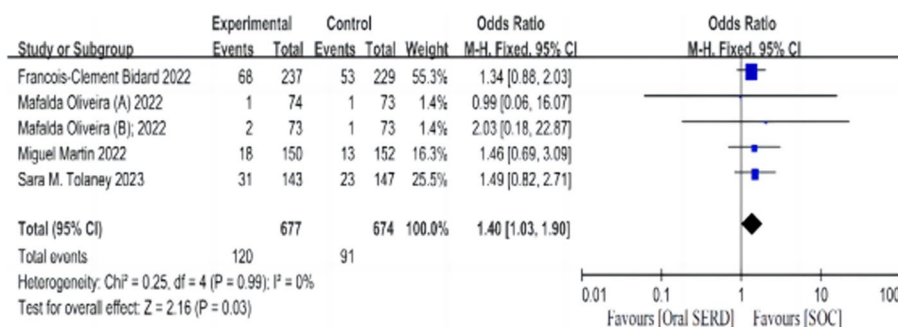 Experimental Control Odds Ratio Odds Ratio
Study or Subgroup Events Total Events Total Weight M-H. Fixed. 95% CI M-H. Fixed. 95% CI
Francois-Clement Bidard 2022 68 237 53 229 55.3% 1.34 [0.88, 2.03]
Mafalda Oliveira (A) 2022 1 74 1 73 1.4% 0.99 [0.06, 16.07]
Mafalda Oliveira (B); 2022 2 73 1 73 1.4% 2.03 [0.18, 22.87]
Miguel Martin 2022 18 150 13 152 16.3% 1.46 [0.69, 3.09]
Sara M. Tolaney 2023 31 143 23 147 25.5% 1.49 [0.82, 2.71]
Total (95% CI) 677 674 100.0% 1.40 [1.03, 1.90]
Total events 120 91
Heterogeneity: Chi² = 0.25, df = 4 (P = 0.99); I² = 0%
Test for overall effect: Z = 2.16 (P = 0.03)
0.01 0.1 1 10 100
Favours [Oral SERD] Favours [SOC]